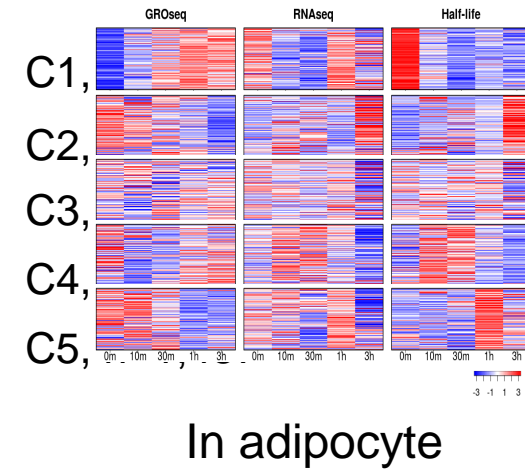 GROseq RNAseq Half-life
C1,
C2,
C3,
C4,
C5,
0m 10m 30m 1h 3h 0m 10m 30m 1h 3h 0m 10m 30m 1h 3h
-3 -1 1 3
In adipocyte